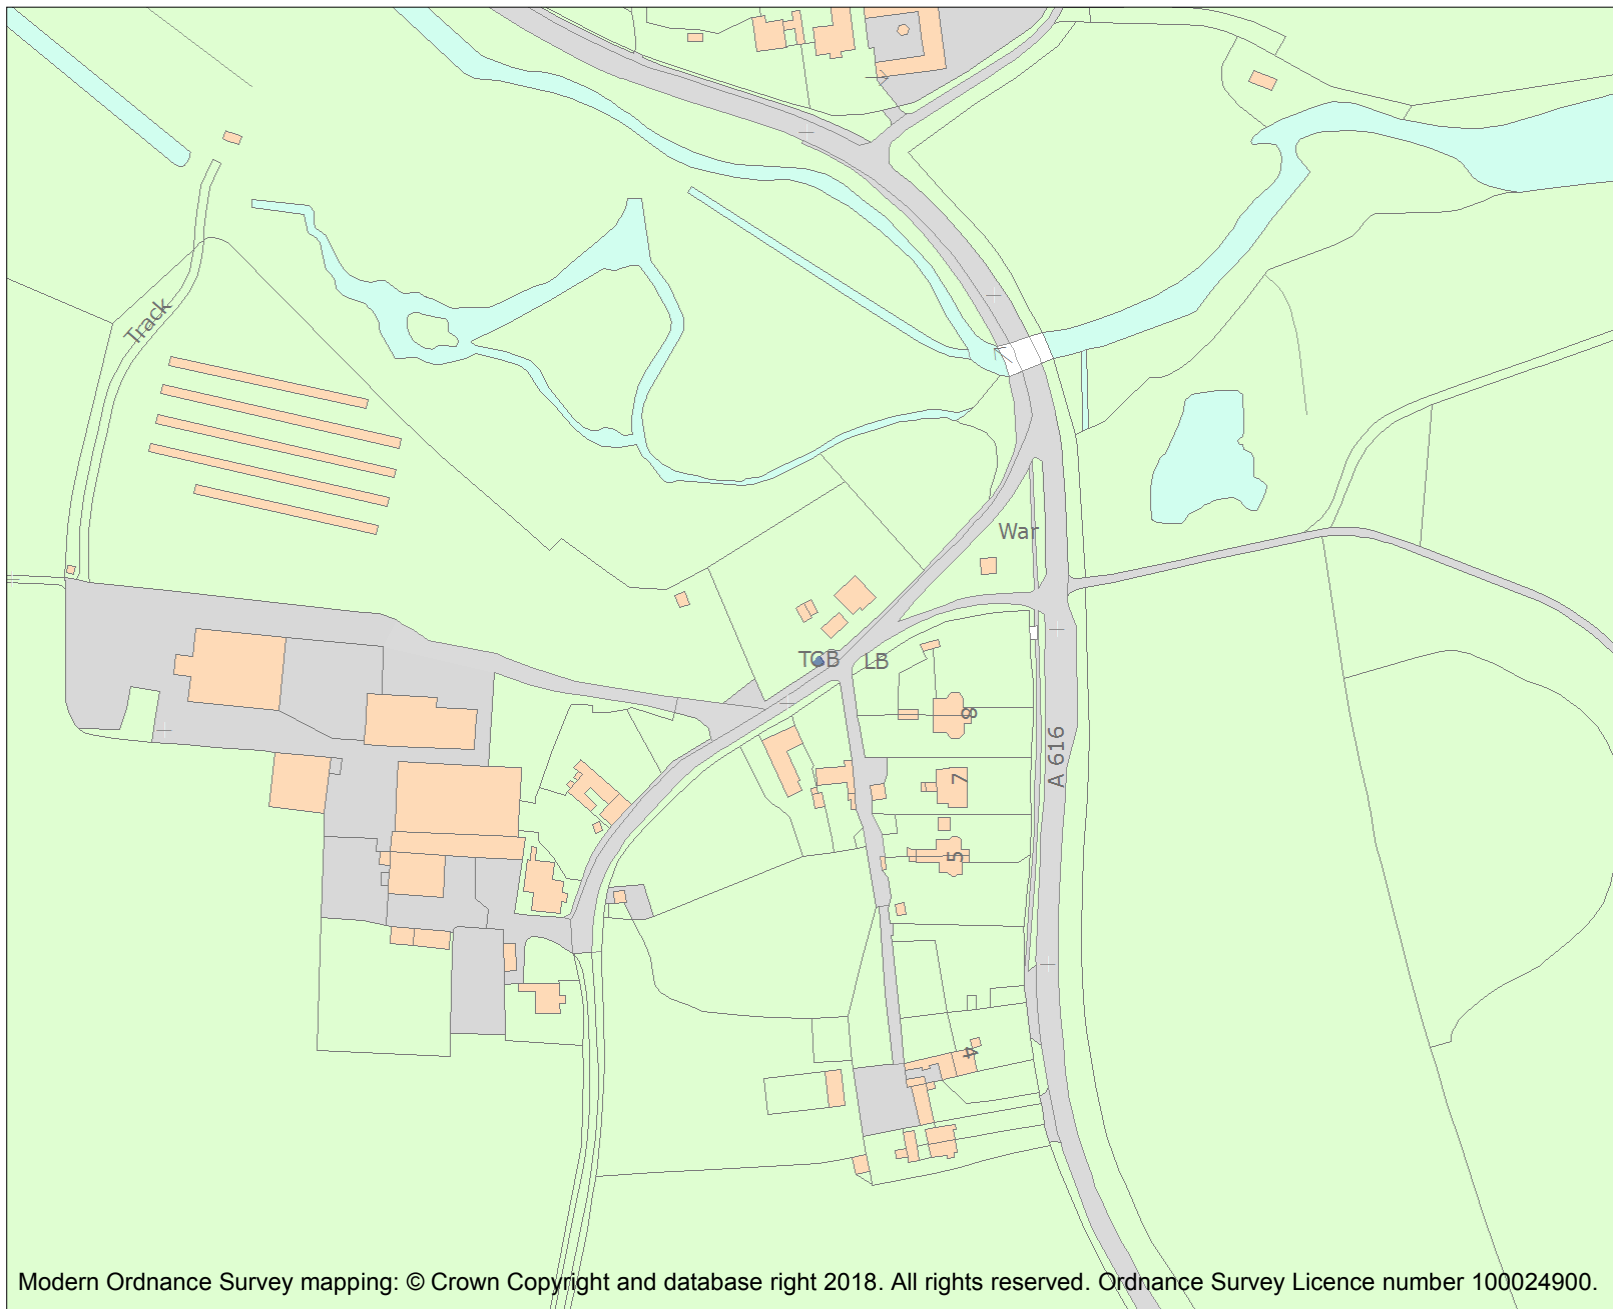 Track
War
TCB
LB
8
A 616
7
5
4
Modern Ordnance Survey mapping: © Crown Copyright and database right 2018. All rights reserved. Ordnance Survey Licence number 100024900.